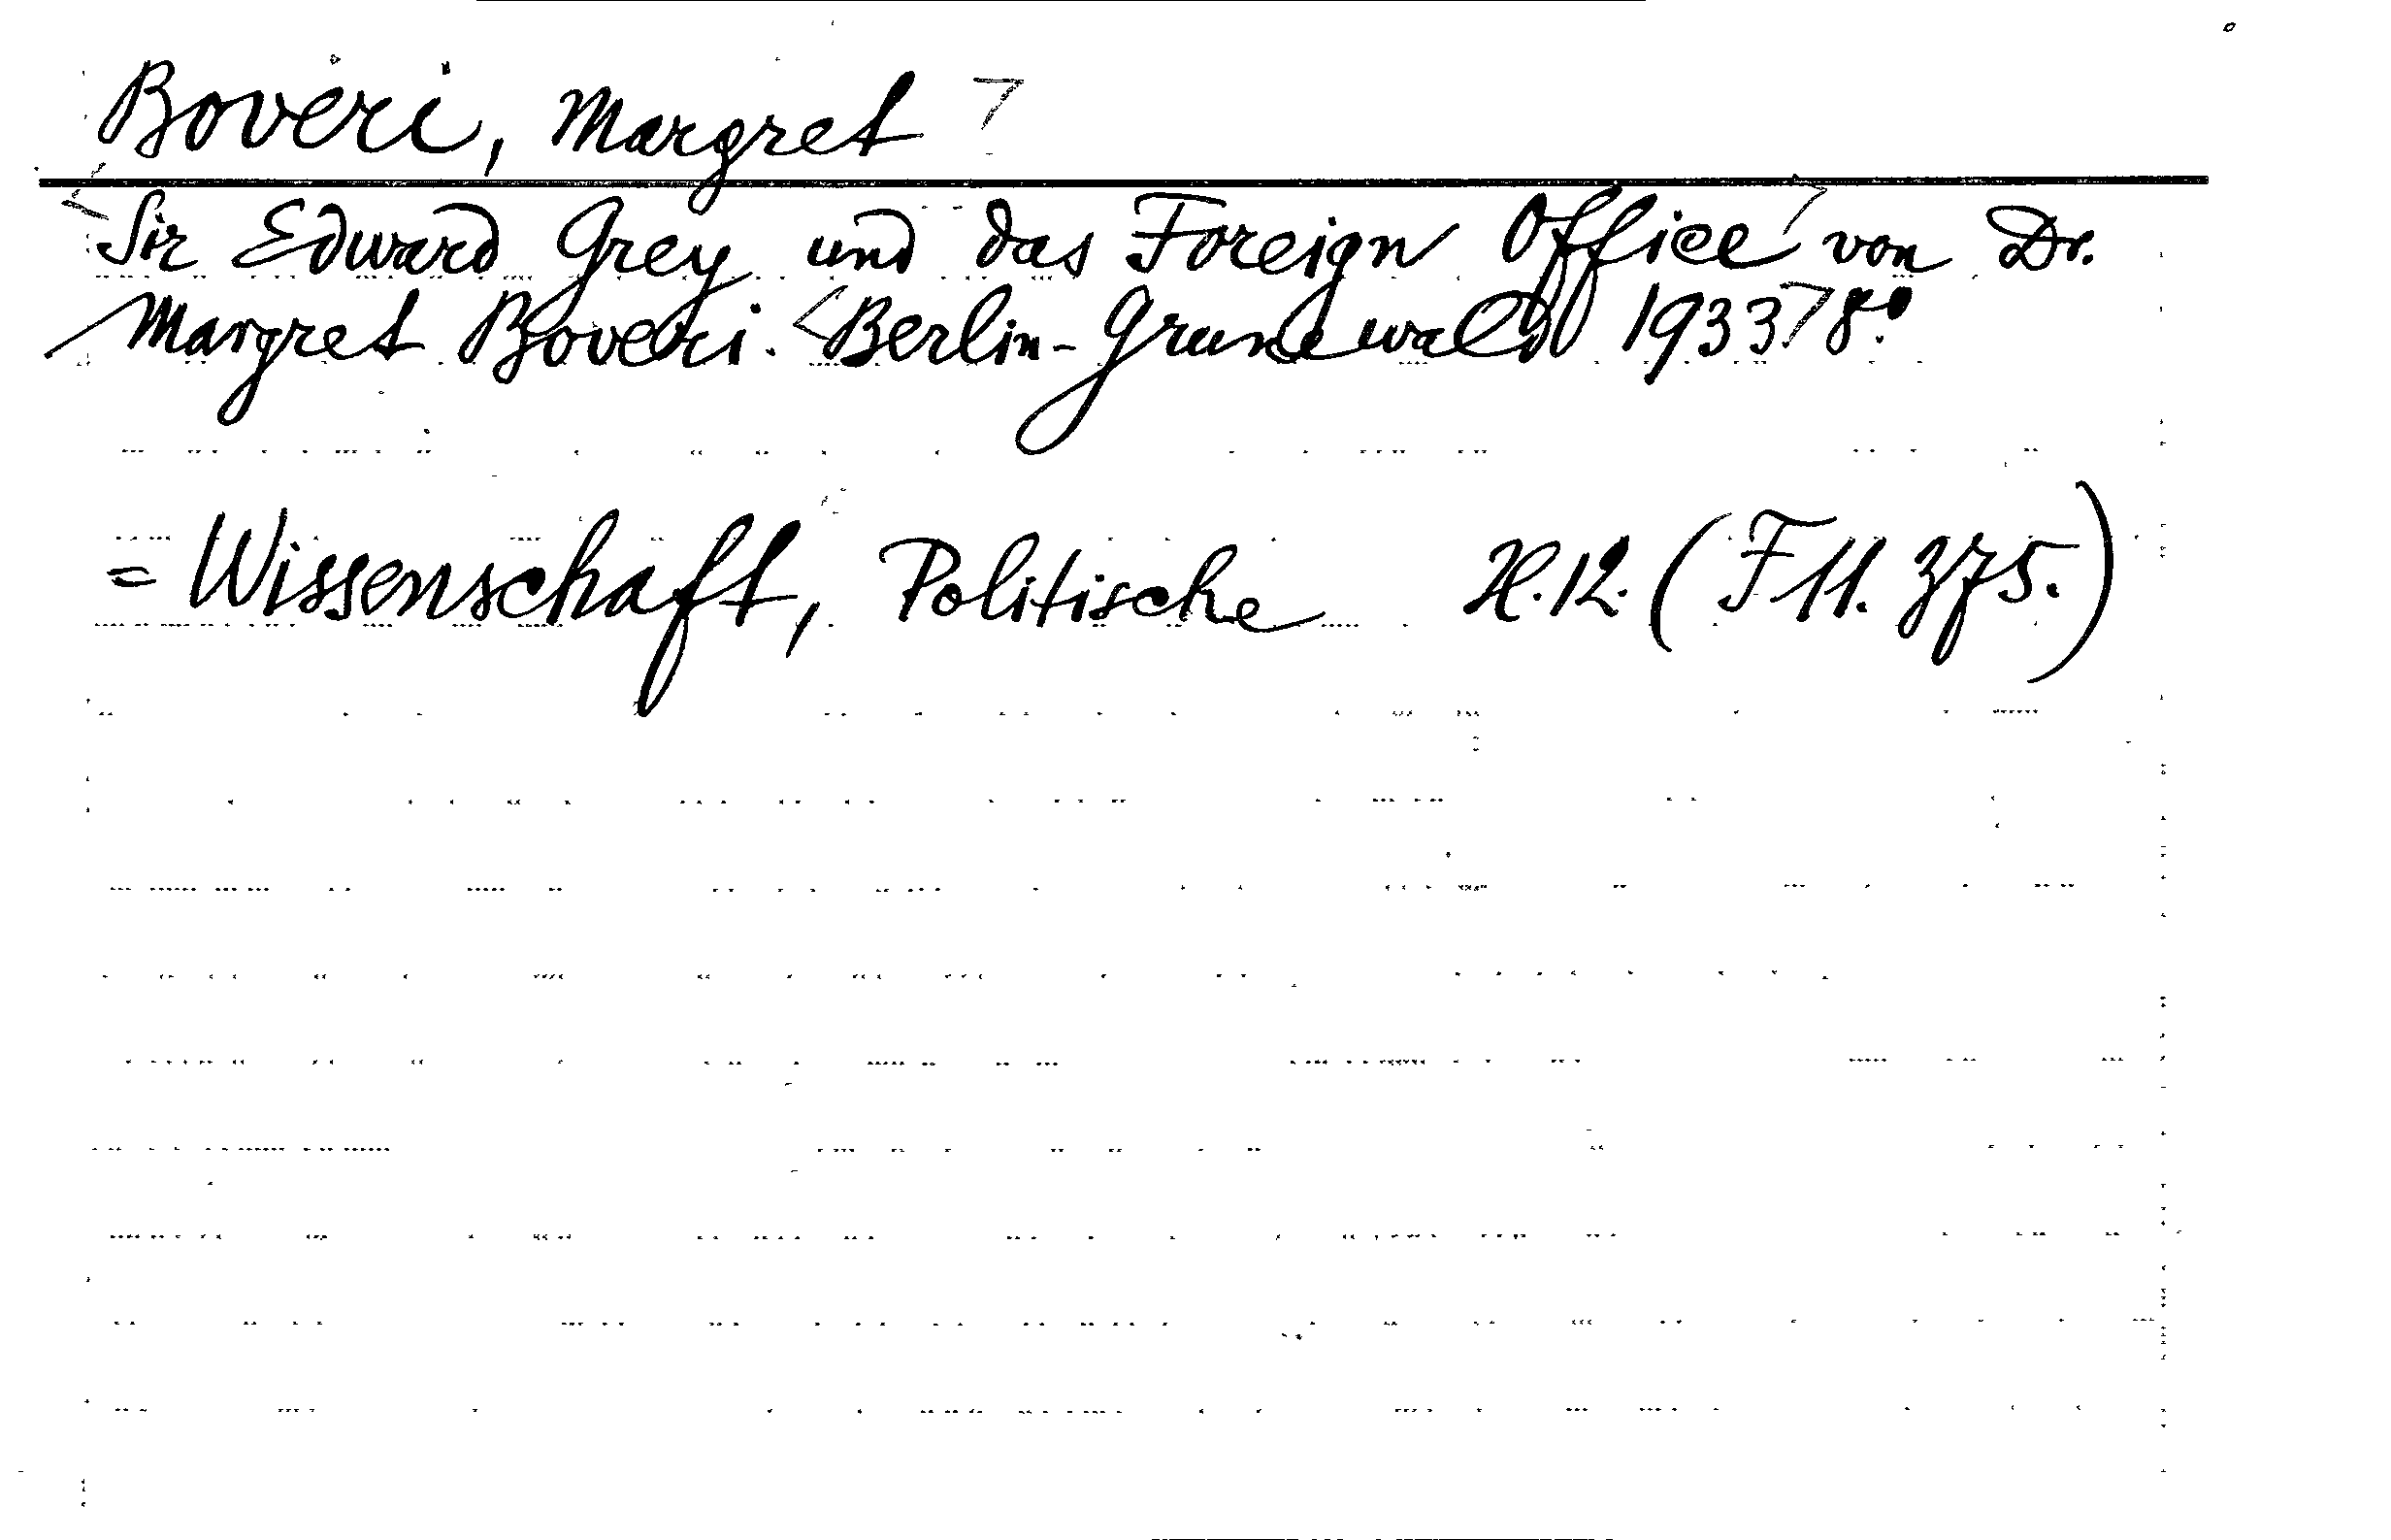 Boveri, Margret
Sir Edward Grey und das Foreign Office von Dr.
Margret Boveri. Berlin-Grunewald 1933. 8°.
= Wissenschaft, Politische H.12. (F 11. 375.)